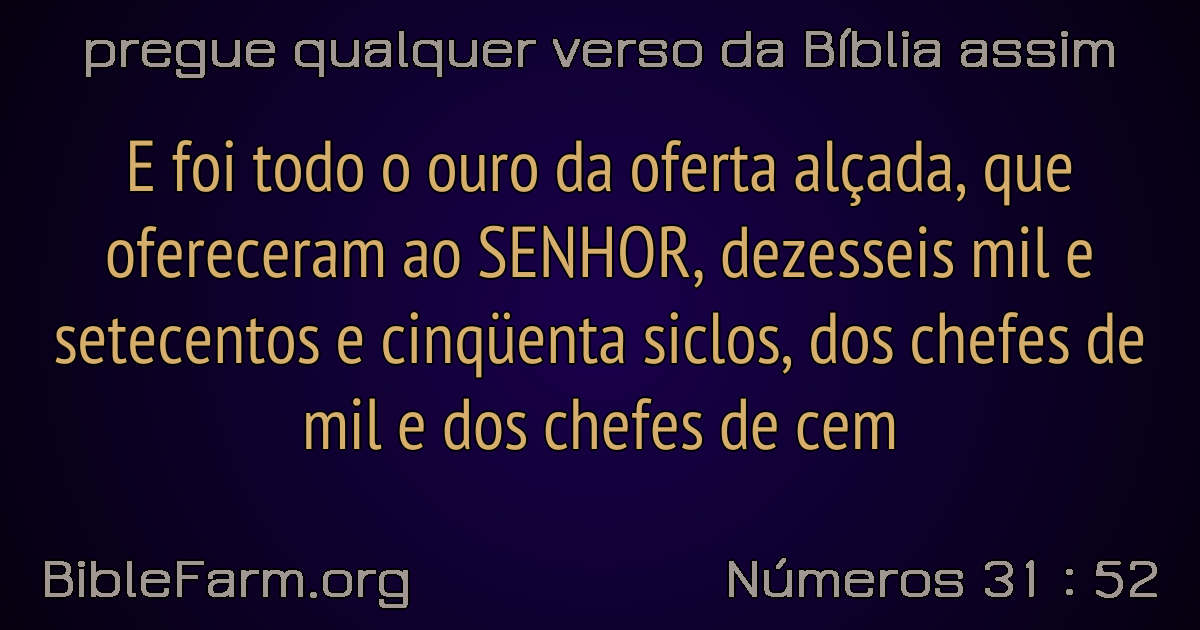 pregue qualquer verso da Bíblia assim
E foi todo o ouro da oferta alçada, que
ofereceram ao SENHOR, dezesseis mil e
setecentos e cinqüenta siclos, dos chefes de
mil e dos chefes de cem
BibleFarm.org
Números 31 : 52